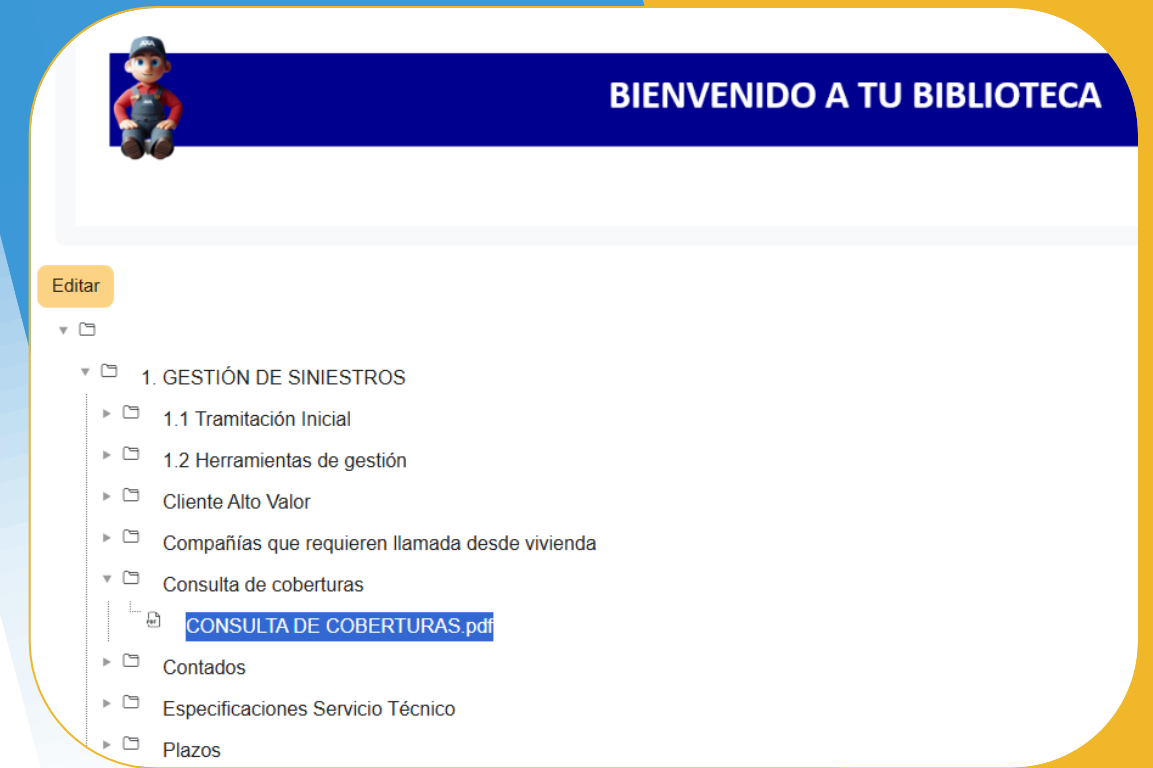 BIENVENIDO A TU BIBLIOTECA
Editar
1. GESTIÓN DE SINIESTROS
1.1 Tramitación Inicial
1.2 Herramientas de gestión
Cliente Alto Valor
Compañías que requieren llamada desde vivienda
Consulta de coberturas
CONSULTA DE COBERTURAS.pdf
Contados
Especificaciones Servicio Técnico
Plazos